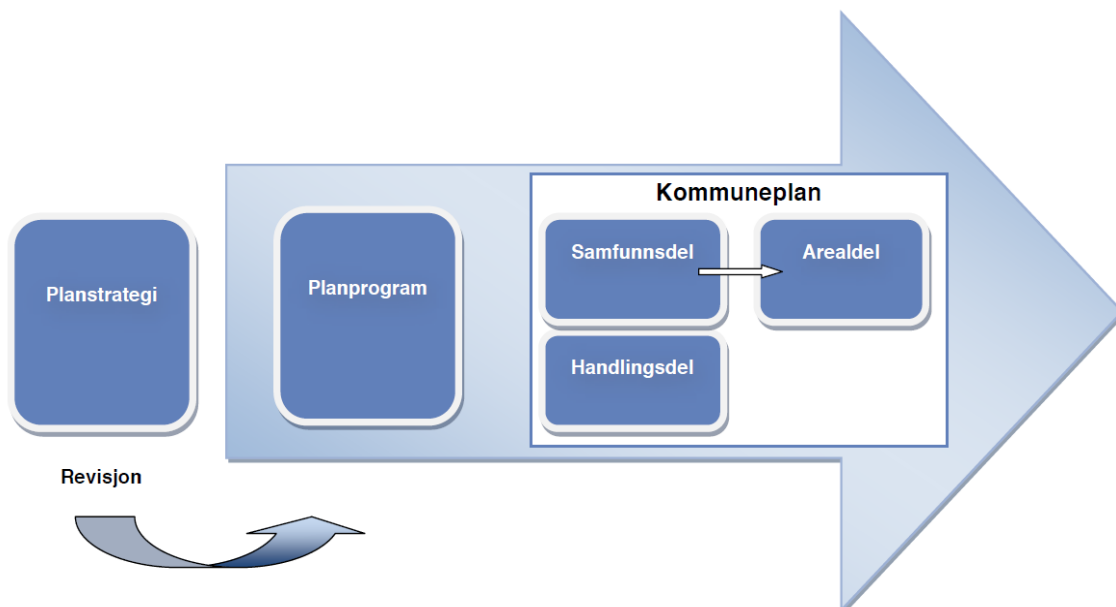 Kommuneplan
Planstrategi
Planprogram
Samfunnsdel
Arealdel
Handlingsdel
Revisjon